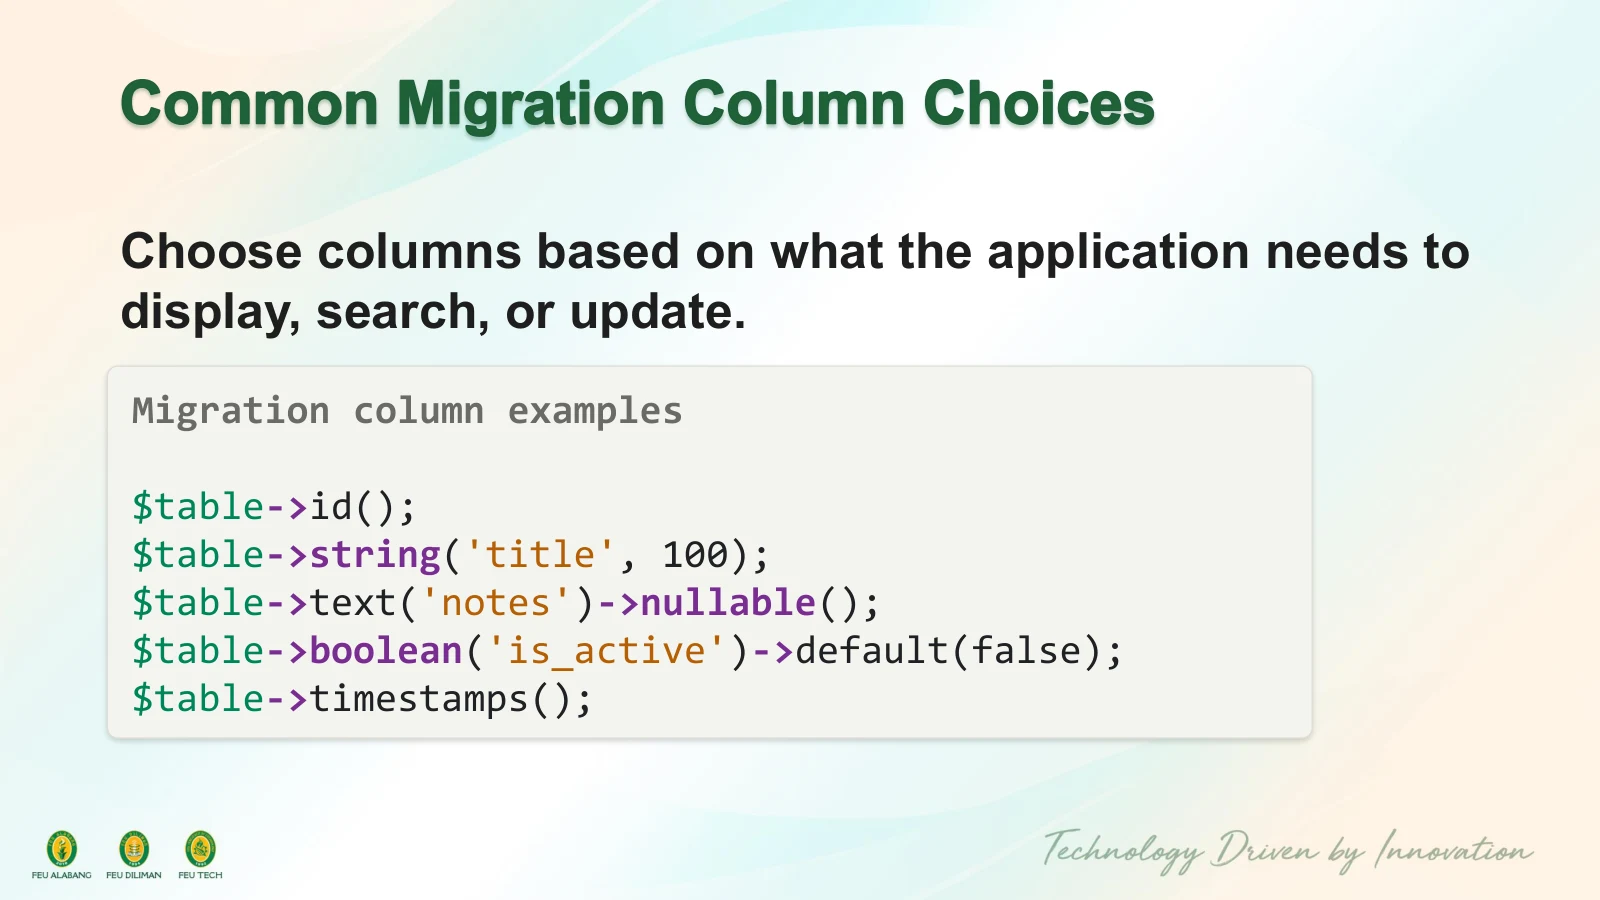 Common Migration Column Choices
Choose columns based on what the application needs to
display, search, or update.
Migration column examples
$table->id();
$table->string('title', 100);
$table->text('notes')->nullable();
$table->boolean('is_active')->default(false);
$table->timestamps();
FEU ALABANG
FEU DILIMAN
FEU TECH
Technology Driven by Innovation